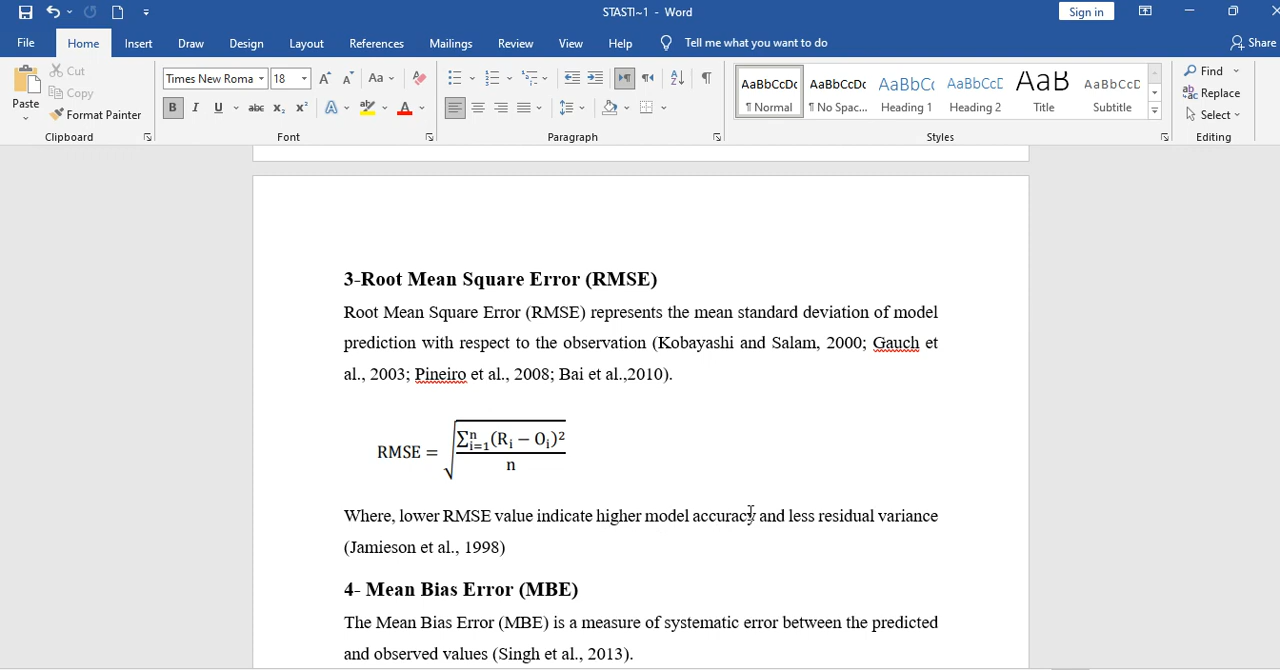 STASTI~1 - Word
Sign in
File Home Insert Draw Design Layout References Mailings Review View Help Tell me what you want to do Share
Paste Cut Copy Format Painter
Clipboard
Times New Roma 18 Aa
B I U abc x₂ x² A A
Font
Paragraph
AaBbCcDc ¶ Normal
AaBbCcDc ¶ No Spac...
AaBbC( Heading 1
AaBbCcE Heading 2
AaB Title
AaBbCcD Subtitle
Styles
Find
Replace
Select
Editing
3-Root Mean Square Error (RMSE)
Root Mean Square Error (RMSE) represents the mean standard deviation of model
prediction with respect to the observation (Kobayashi and Salam, 2000; Gauch et
al., 2003; Pineiro et al., 2008; Bai et al.,2010).
RMSE = √(∑ⁿᵢ₌₁(Rᵢ − Oᵢ)² / n)
Where, lower RMSE value indicate higher model accuracy and less residual variance
(Jamieson et al., 1998)
4- Mean Bias Error (MBE)
The Mean Bias Error (MBE) is a measure of systematic error between the predicted
and observed values (Singh et al., 2013).